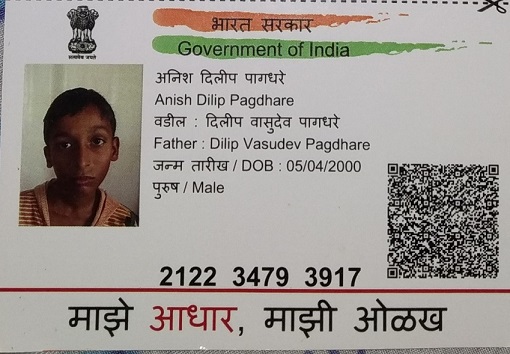 भारत सरकार
Government of India
सत्यमेव जयते
अनिश दिलीप पागधरे
Anish Dilip Pagdhare
वडील : दिलीप वासुदेव पागधरे
Father : Dilip Vasudev Pagdhare
जन्म तारीख / DOB : 05/04/2000
पुरुष / Male
2122 3479 3917
माझे आधार, माझी ओळख